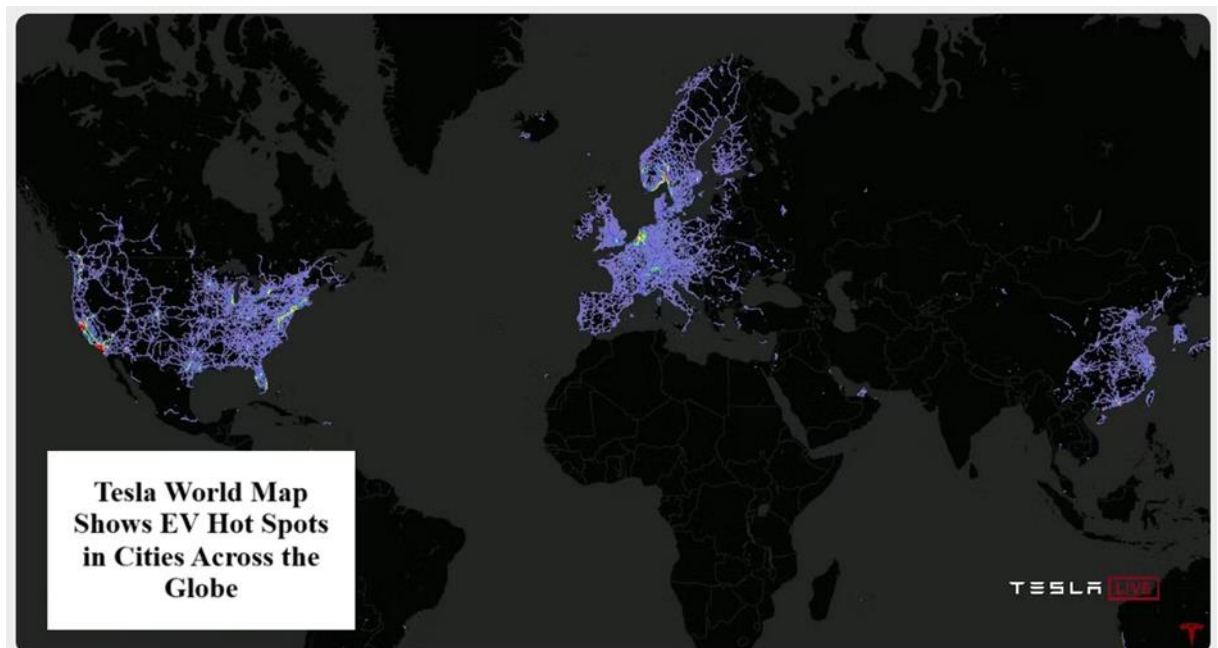 Tesla World Map
Shows EV Hot Spots
in Cities Across the
Globe
TESLA LIVE